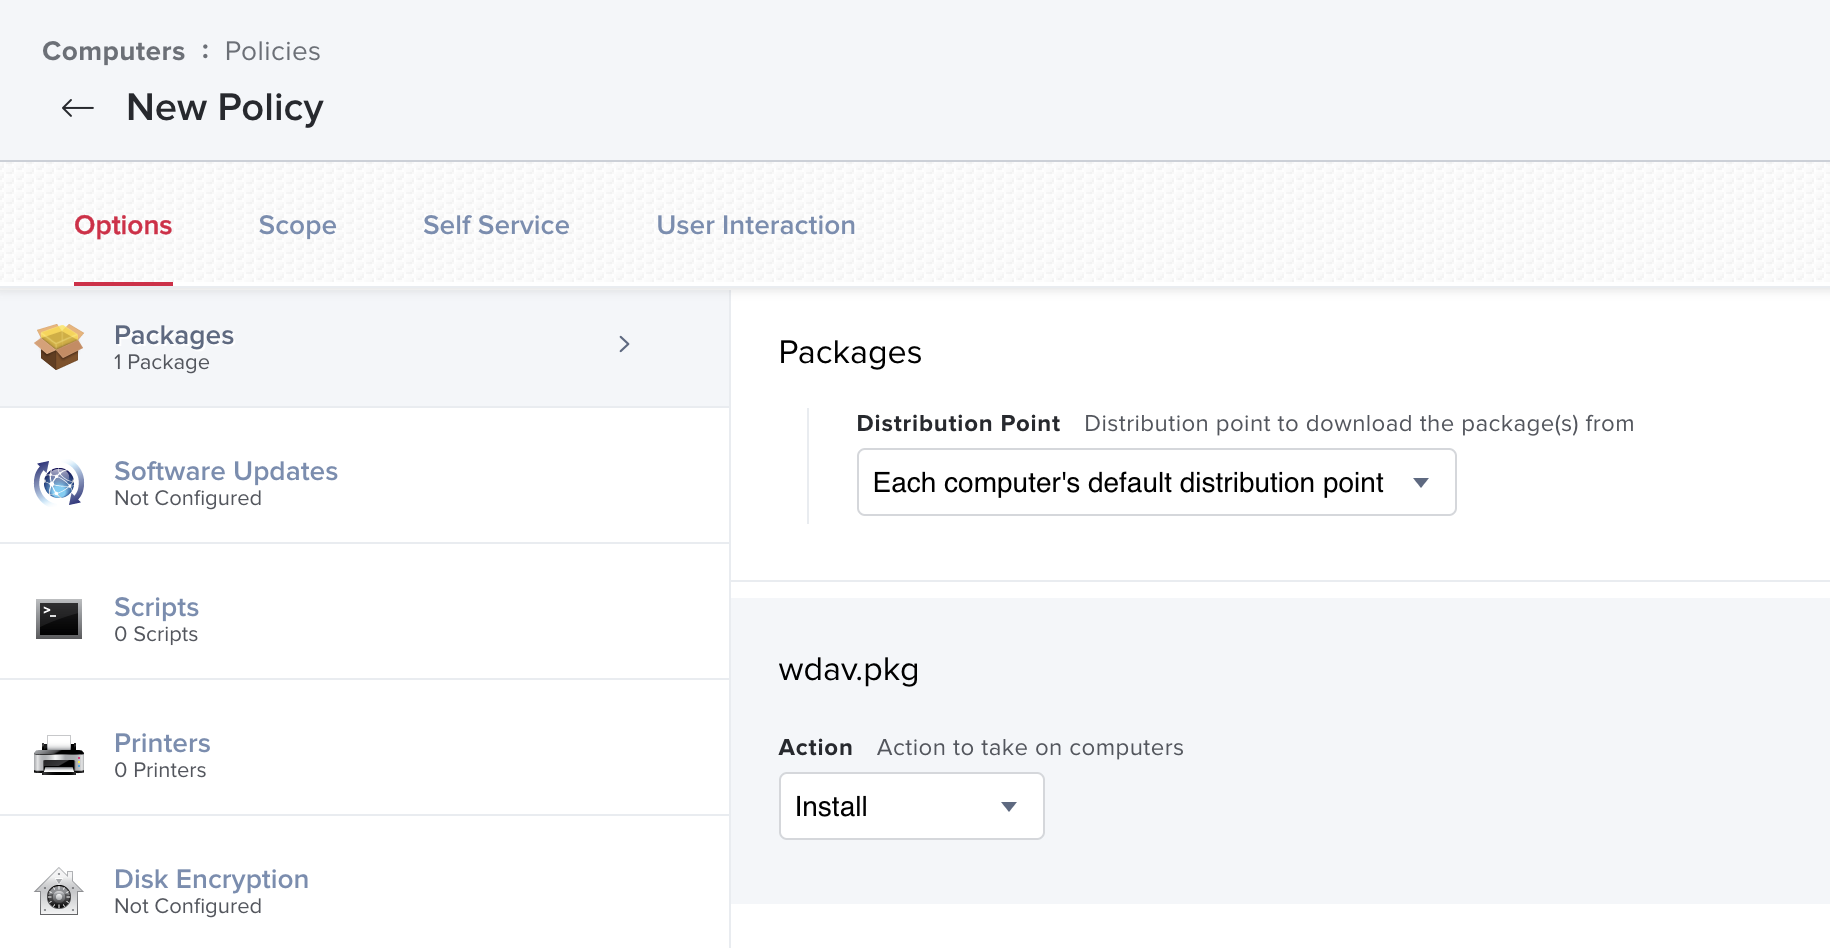 Computers : Policies
New Policy
Options Scope Self Service User Interaction
Packages
1 Package
Software Updates
Not Configured
Scripts
0 Scripts
Printers
0 Printers
Disk Encryption
Not Configured
Packages
Distribution Point Distribution point to download the package(s) from
Each computer's default distribution point
wdav.pkg
Action Action to take on computers
Install